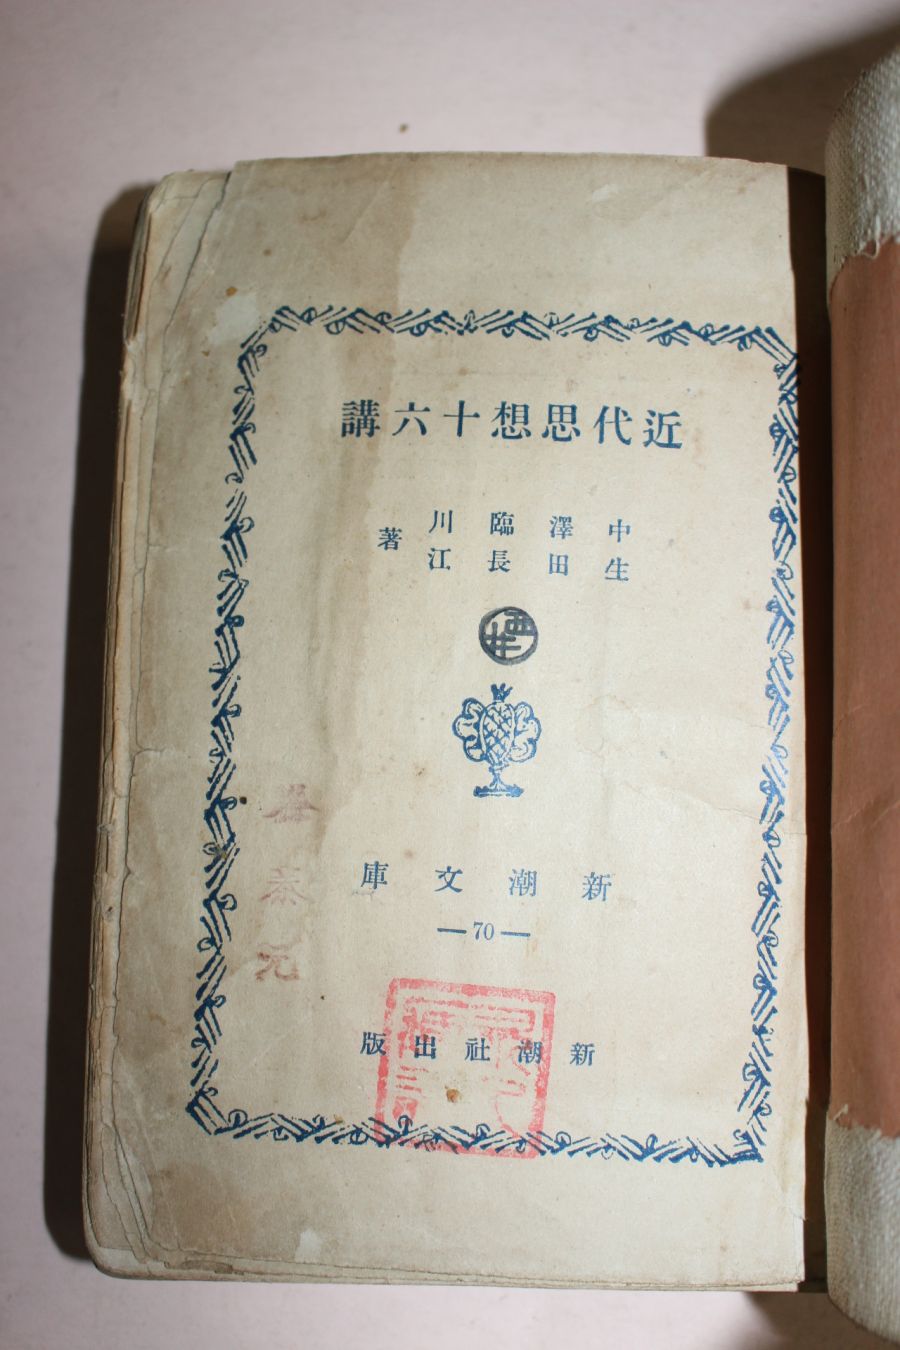 近代思想十六講
中澤臨川
生田長江
著
新潮文庫
—70—
新潮社出版